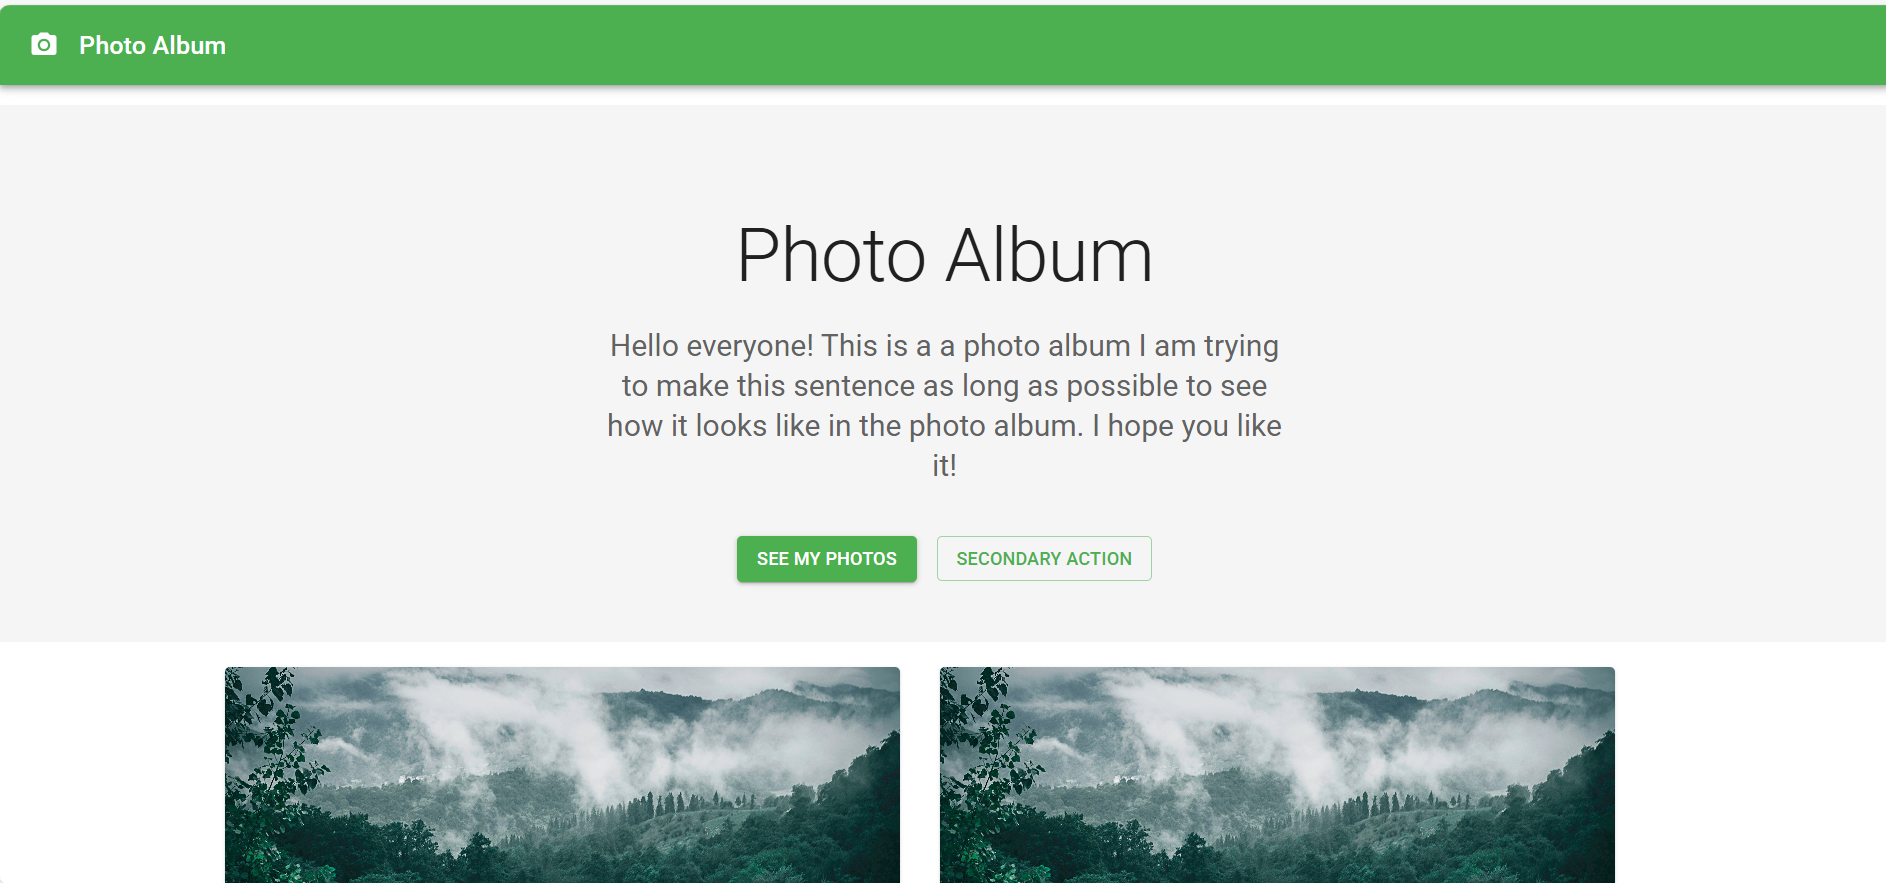 Photo Album
Photo Album
Hello everyone! This is a a photo album I am trying
to make this sentence as long as possible to see
how it looks like in the photo album. I hope you like
it!
SEE MY PHOTOS
SECONDARY ACTION